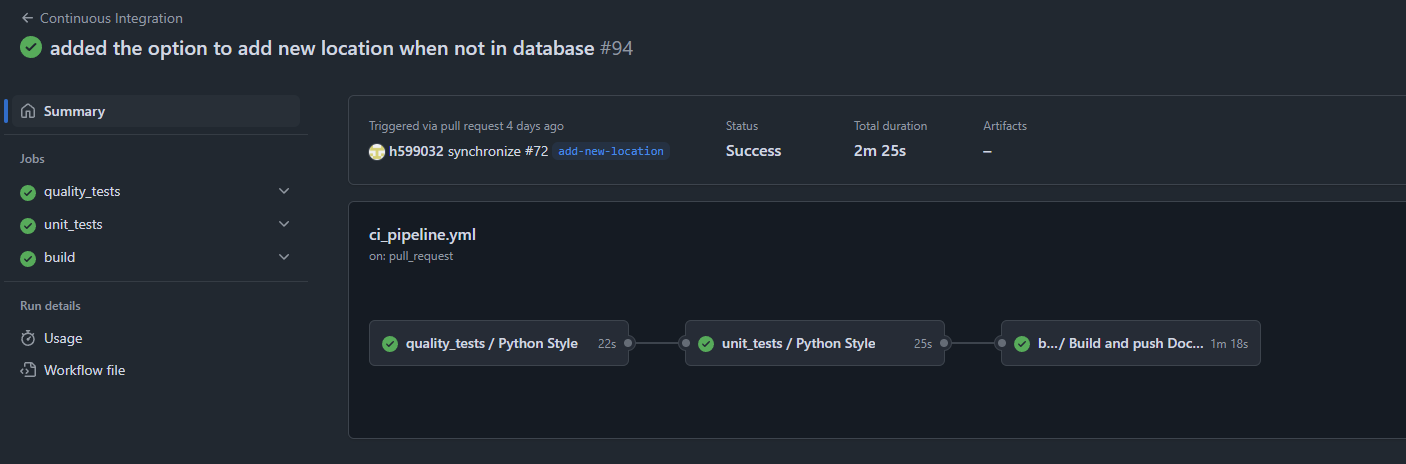 ← Continuous Integration
added the option to add new location when not in database #94
Summary
Jobs
quality_tests
unit_tests
build
Run details
Usage
Workflow file
Triggered via pull request 4 days ago
h599032 synchronize #72 add-new-location
Status
Success
Total duration
2m 25s
Artifacts
–
ci_pipeline.yml
on: pull_request
quality_tests / Python Style 22s
unit_tests / Python Style 25s
b.../ Build and push Doc... 1m 18s